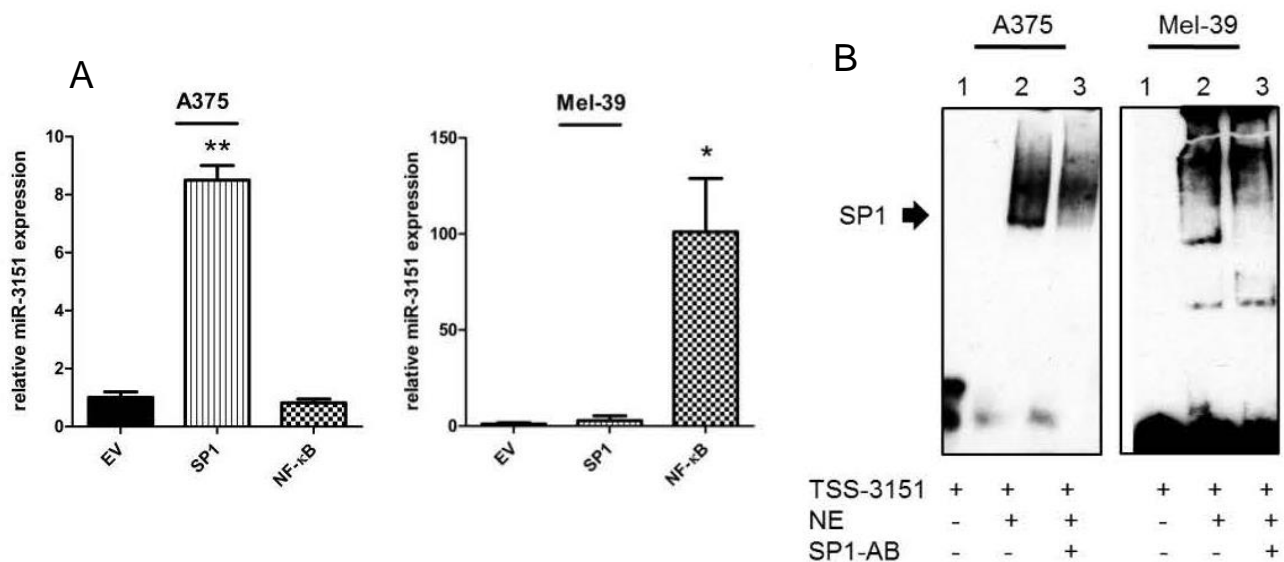 A
A375
**
relative miR-3151 expression
10
8
6
4
2
0
EV
SP1
NF-κB
Mel-39
*
relative miR-3151 expression
150
100
50
0
EV
SP1
NF-κB
B
A375
Mel-39
1 2 3
1 2 3
SP1
TSS-3151 + + + + + +
NE - + + - + +
SP1-AB - - + - - +